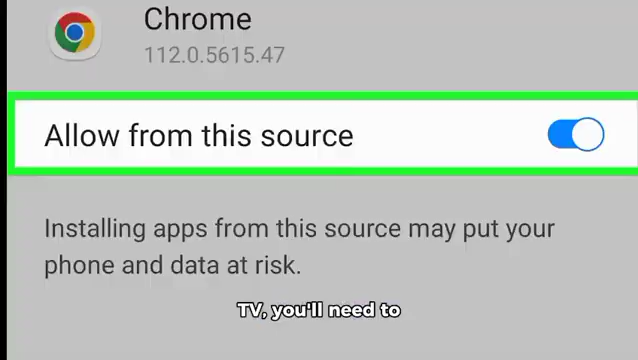 Chrome
112.0.5615.47
Allow from this source
Installing apps from this source may put your
phone and data at risk.
TV, you'll need to